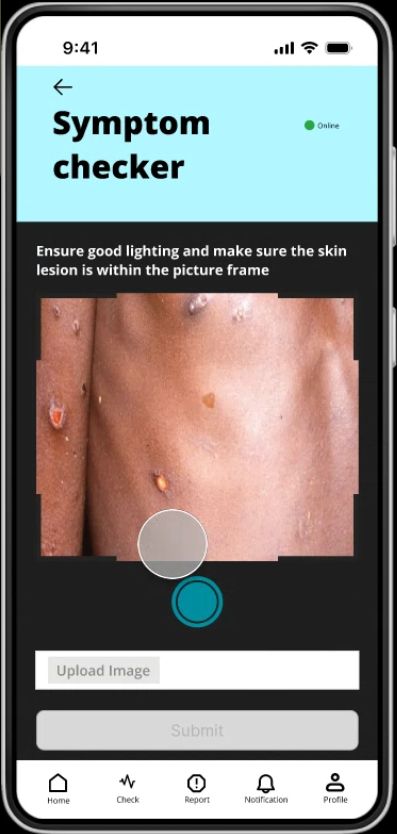 9:41
Symptom
checker
Online
Ensure good lighting and make sure the skin
lesion is within the picture frame
Upload Image
Submit
Home Check Report Notification Profile